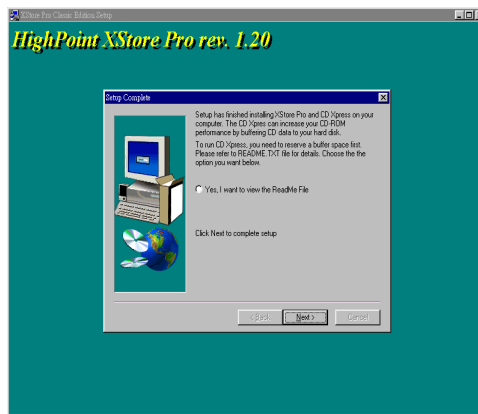 XStore Pro Classic Edition Setup
HighPoint XStore Pro rev. 1.20
Setup Complete
Setup has finished installing XStore Pro and CD Xpress on your
computer. The CD Xpres can increase your CD-ROM
performance by buffering CD data to your hard disk.
To run CD Xpress, you need to reserve a buffer space first.
Please refer to README.TXT file for details. Choose the the
option you want below.
Yes, I want to view the ReadMe File
Click Next to complete setup
< Back
Next >
Cancel